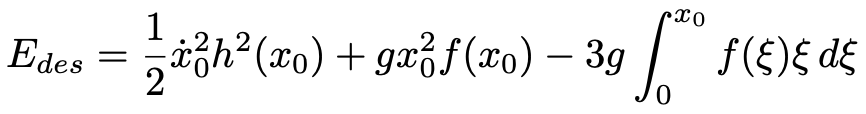 $E_{des} = \frac{1}{2}\dot{x}_0^2 h^2(x_0) + g x_0^2 f(x_0) - 3g \int_0^{x_0} f(\xi)\xi \, d\xi$